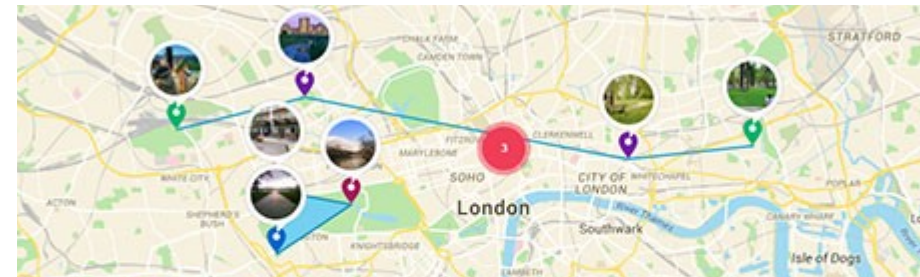 STRATFORD
CHALK FARM
CAMDEN TOWN
CLERKENWELL
MARYLEBONE
WHITE CITY
SOHO
3
CITY OF
LONDON
WHITECHAPEL
POPLAR
ACTON
SHEPHERD'S
BUSH
London
River Thames
CANARY WHARF
Southwark
KNIGHTSBRIDGE
Isle of Dogs
LAMBETH